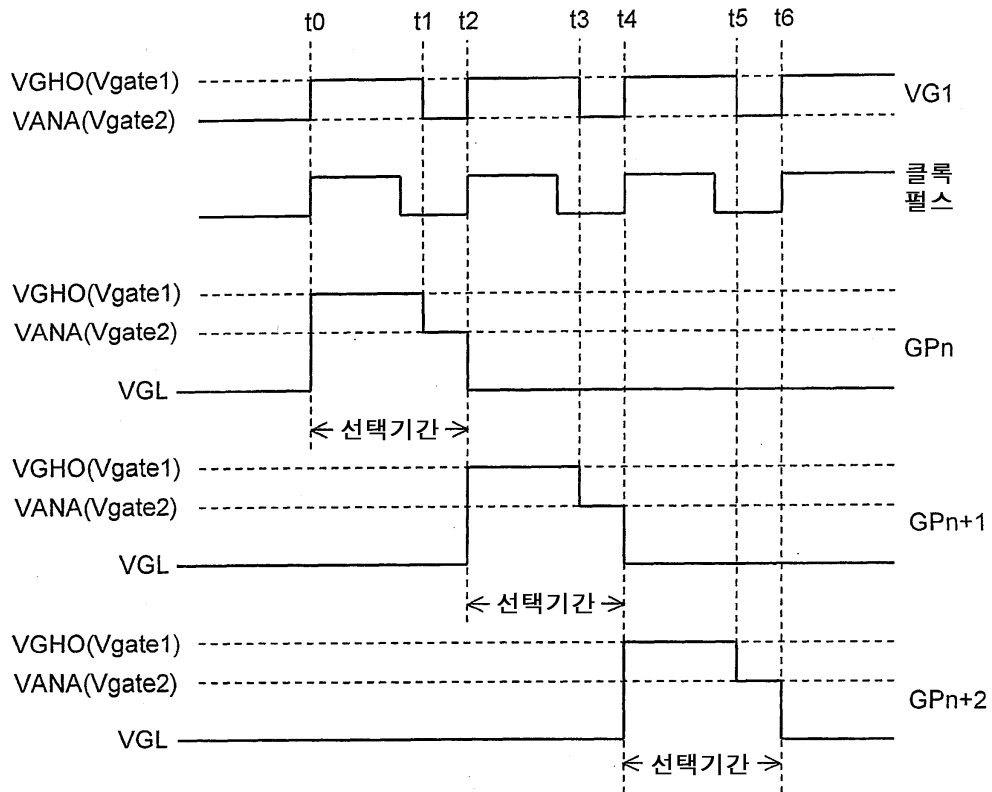 t0 t1 t2 t3 t4 t5 t6
VGHO(Vgate1)
VANA(Vgate2)
VG1
클록
펄스
VGHO(Vgate1)
VANA(Vgate2)
GPn
VGL
선택기간
VGHO(Vgate1)
VANA(Vgate2)
GPn+1
VGL
선택기간
VGHO(Vgate1)
VANA(Vgate2)
GPn+2
VGL
선택기간